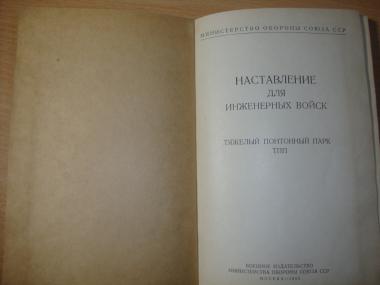 МИНИСТЕРСТВО ОБОРОНЫ СОЮЗА ССР
НАСТАВЛЕНИЕ
ДЛЯ
ИНЖЕНЕРНЫХ ВОЙСК
ТЯЖЕЛЫЙ ПОНТОННЫЙ ПАРК
ТПП
ВОЕННОЕ ИЗДАТЕЛЬСТВО
МИНИСТЕРСТВА ОБОРОНЫ СОЮЗА ССР
МОСКВА